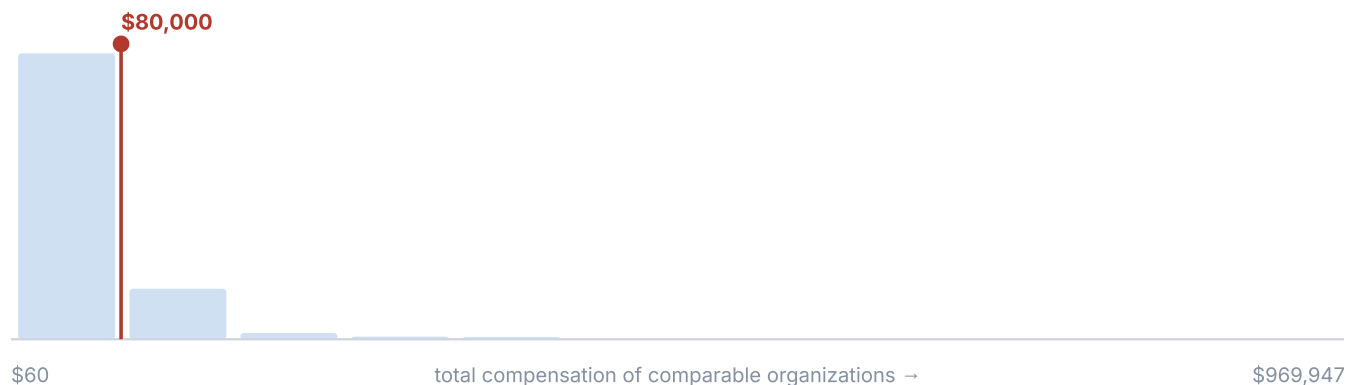 $80,000
$60 total compensation of comparable organizations → $969,947